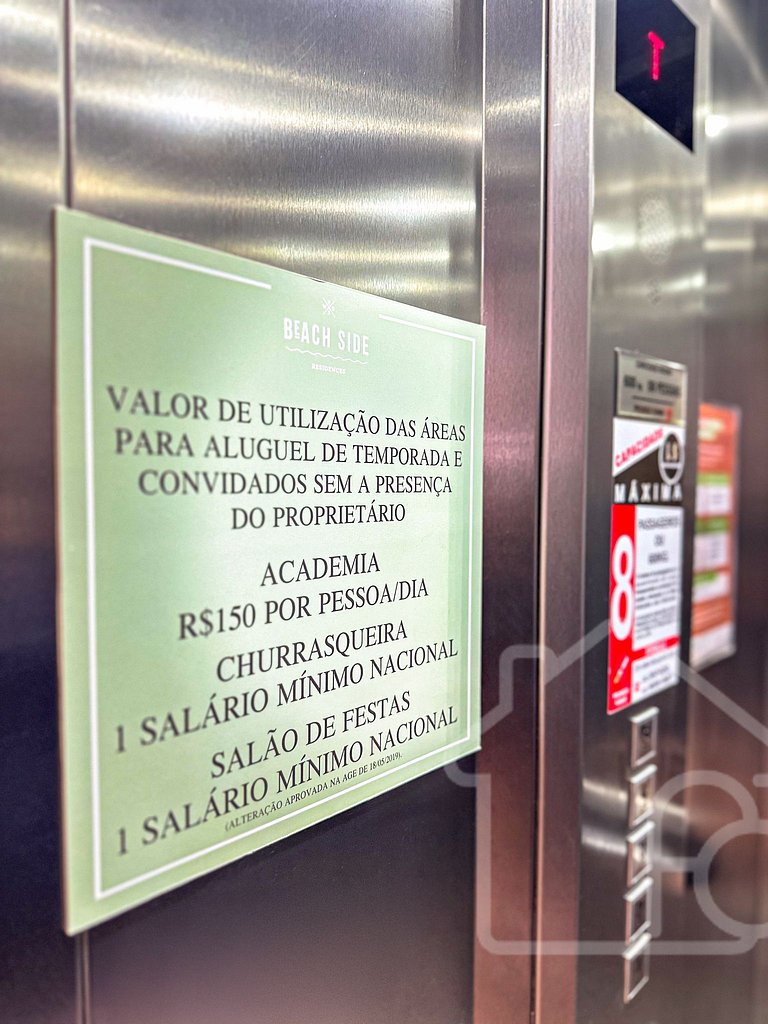 BEACH SIDE
RESIDENCES
VALOR DE UTILIZAÇÃO DAS ÁREAS
PARA ALUGUEL DE TEMPORADA E
CONVIDADOS SEM A PRESENÇA
DO PROPRIETÁRIO
ACADEMIA
R$150 POR PESSOA/DIA
CHURRASQUEIRA
1 SALÁRIO MÍNIMO NACIONAL
SALÃO DE FESTAS
1 SALÁRIO MÍNIMO NACIONAL
(ALTERAÇÃO APROVADA NA AGE DE 18/05/2019).
T
CAPACIDADE
MÁXIMA
8
PASSAGEIROS
OU